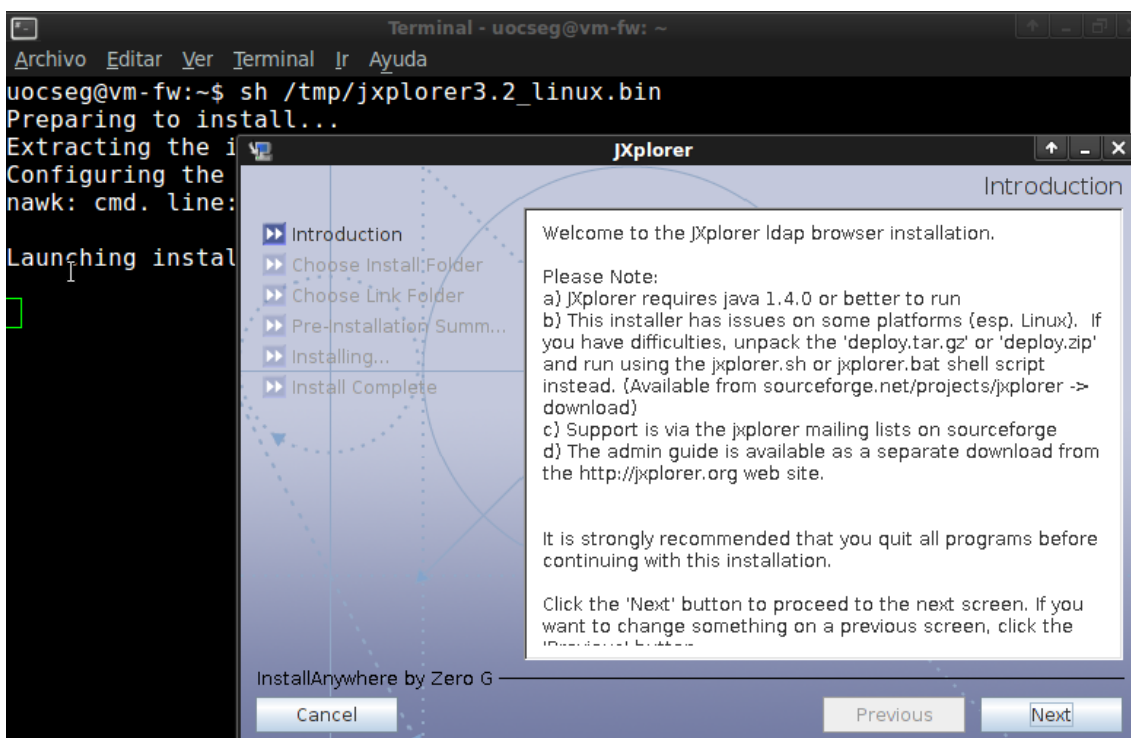 Terminal - uocseg@vm-fw: ~
Archivo Editar Ver Terminal Ir Ayuda
uocseg@vm-fw:~$ sh /tmp/jxplorer3.2_linux.bin
Preparing to install...
Extracting the i
Configuring the
nawk: cmd. line:
Launching instal
JXplorer
Introduction
Introduction
Choose Install Folder
Choose Link Folder
Pre-Installation Summ...
Installing...
Install Complete
Welcome to the JXplorer ldap browser installation.
Please Note:
a) JXplorer requires java 1.4.0 or better to run
b) This installer has issues on some platforms (esp. Linux). If
you have difficulties, unpack the 'deploy.tar.gz' or 'deploy.zip'
and run using the jxplorer.sh or jxplorer.bat shell script
instead. (Available from sourceforge.net/projects/jxplorer ->
download)
c) Support is via the jxplorer mailing lists on sourceforge
d) The admin guide is available as a separate download from
the http://jxplorer.org web site.
It is strongly recommended that you quit all programs before
continuing with this installation.
Click the 'Next' button to proceed to the next screen. If you
want to change something on a previous screen, click the
InstallAnywhere by Zero G
Cancel
Previous
Next